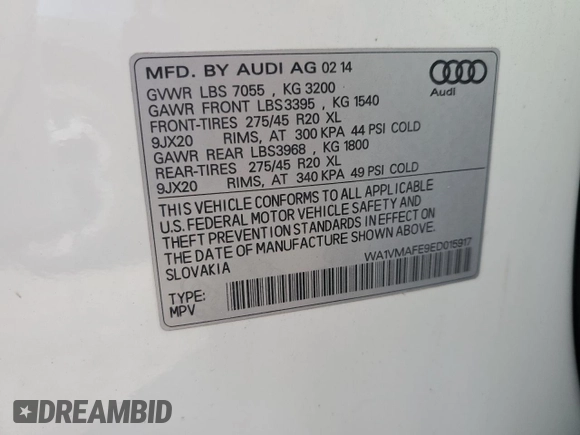 MFD. BY AUDI AG 02 14
Audi
GVWR LBS 7055 , KG 3200
GAWR FRONT LBS3395 , KG 1540
FRONT-TIRES 275/45 R20 XL
9JX20 RIMS, AT 300 KPA 44 PSI COLD
GAWR REAR LBS3968 , KG 1800
REAR-TIRES 275/45 R20 XL
9JX20 RIMS, AT 340 KPA 49 PSI COLD
THIS VEHICLE CONFORMS TO ALL APPLICABLE
U.S. FEDERAL MOTOR VEHICLE SAFETY AND
THEFT PREVENTION STANDARDS IN EFFECT ON
THE DATE OF MANUFACTURE SHOWN ABOVE.
SLOVAKIA
WA1VMAFE9ED015917
TYPE:
MPV
DREAMBID